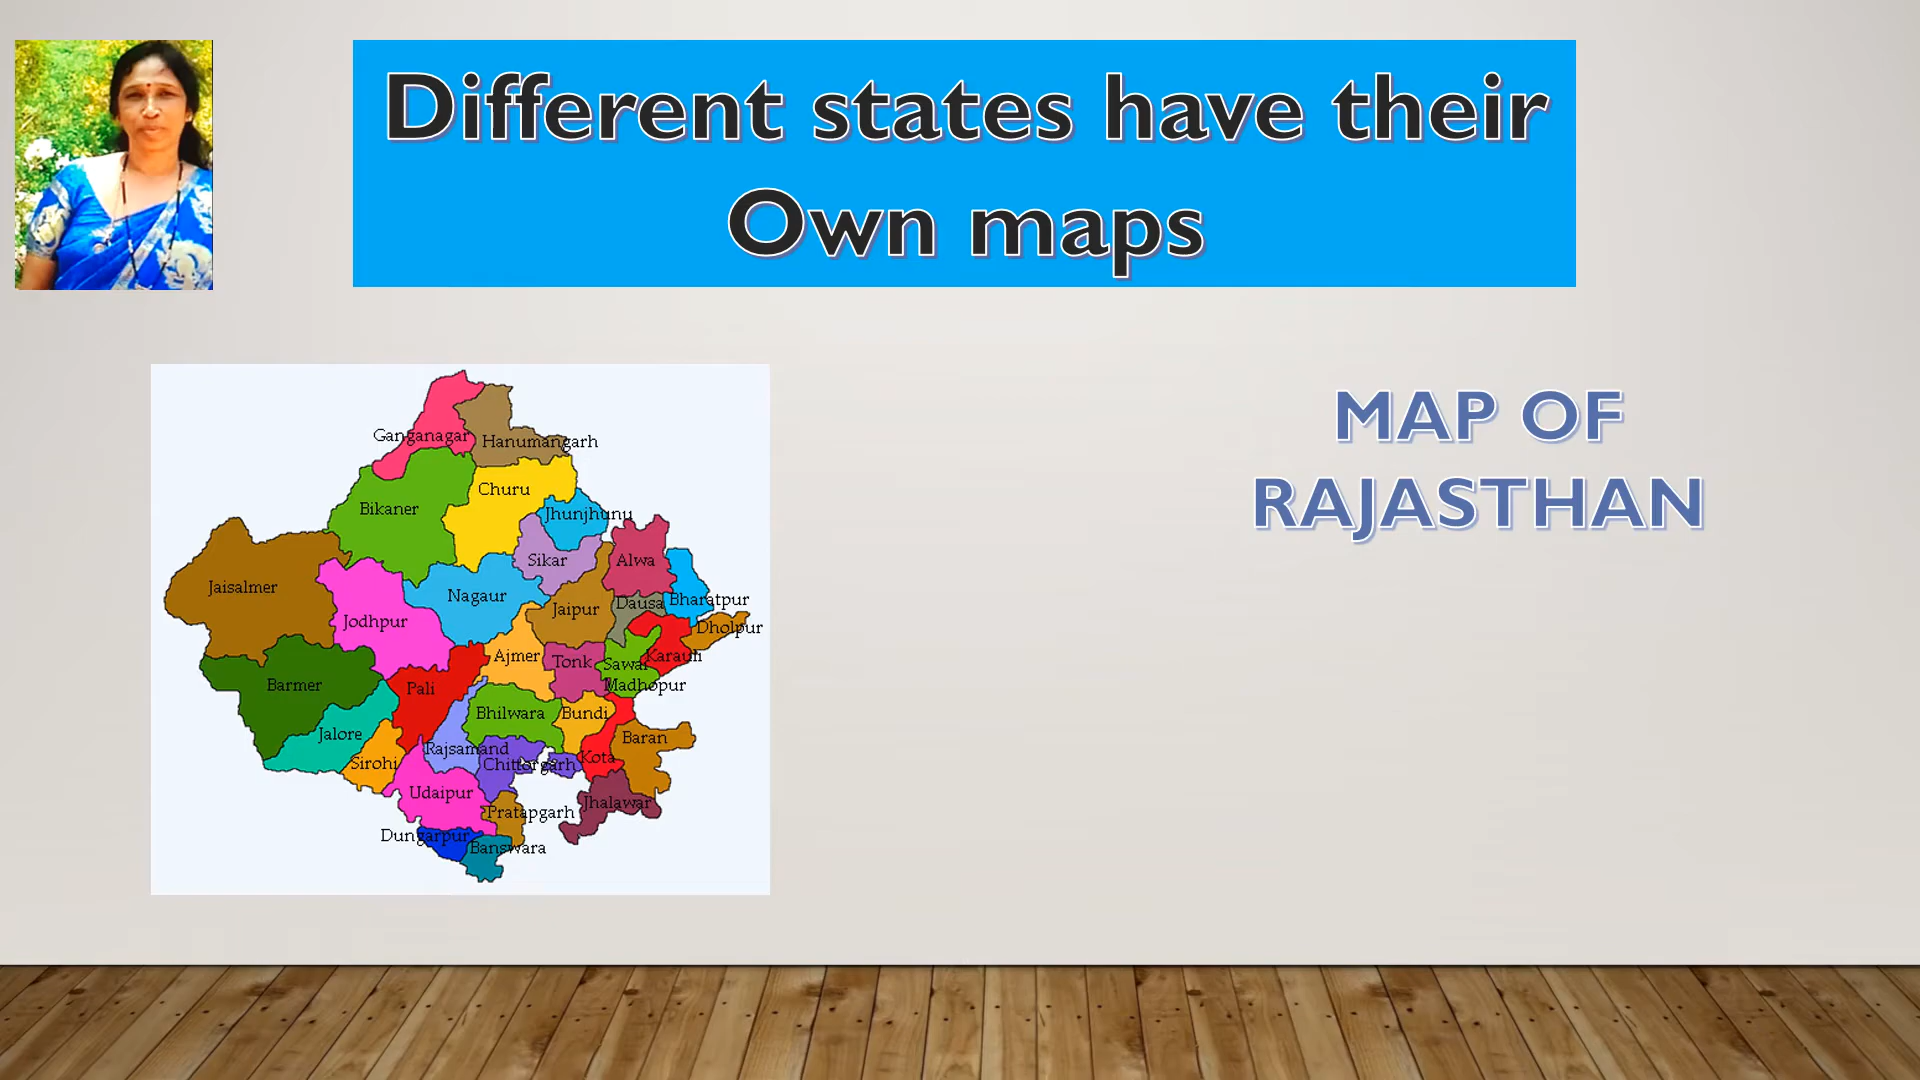 Different states have their
Own maps
MAP OF
RAJASTHAN
Ganganagar
Hanumangarh
Churu
Bikaner
Jhunjhunu
Sikar
Alwa
Jaisalmer
Nagaur
Jaipur
Dausa
Bharatpur
Jodhpur
Dholpur
Ajmer
Tonk
Sawai
Karauli
Madhopur
Barmer
Pali
Bhilwara
Bundi
Jalore
Rajsamand
Baran
Sirohi
Chittorgarh
Kota
Udaipur
Pratapgarh
Jhalawar
Dungarpur
Banswara